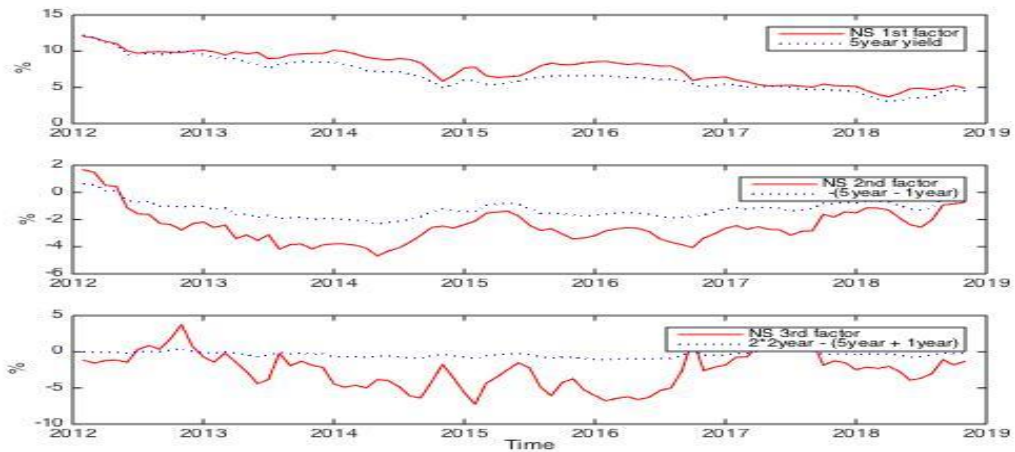 15
10
5
0
%
NS 1st factor
5year yield
2012 2013 2014 2015 2016 2017 2018 2019
2
0
-2
-4
-6
%
NS 2nd factor
-(5year - 1year)
2012 2013 2014 2015 2016 2017 2018 2019
5
0
-5
-10
%
NS 3rd factor
2*2year - (5year + 1year)
2012 2013 2014 2015 2016 2017 2018 2019
Time